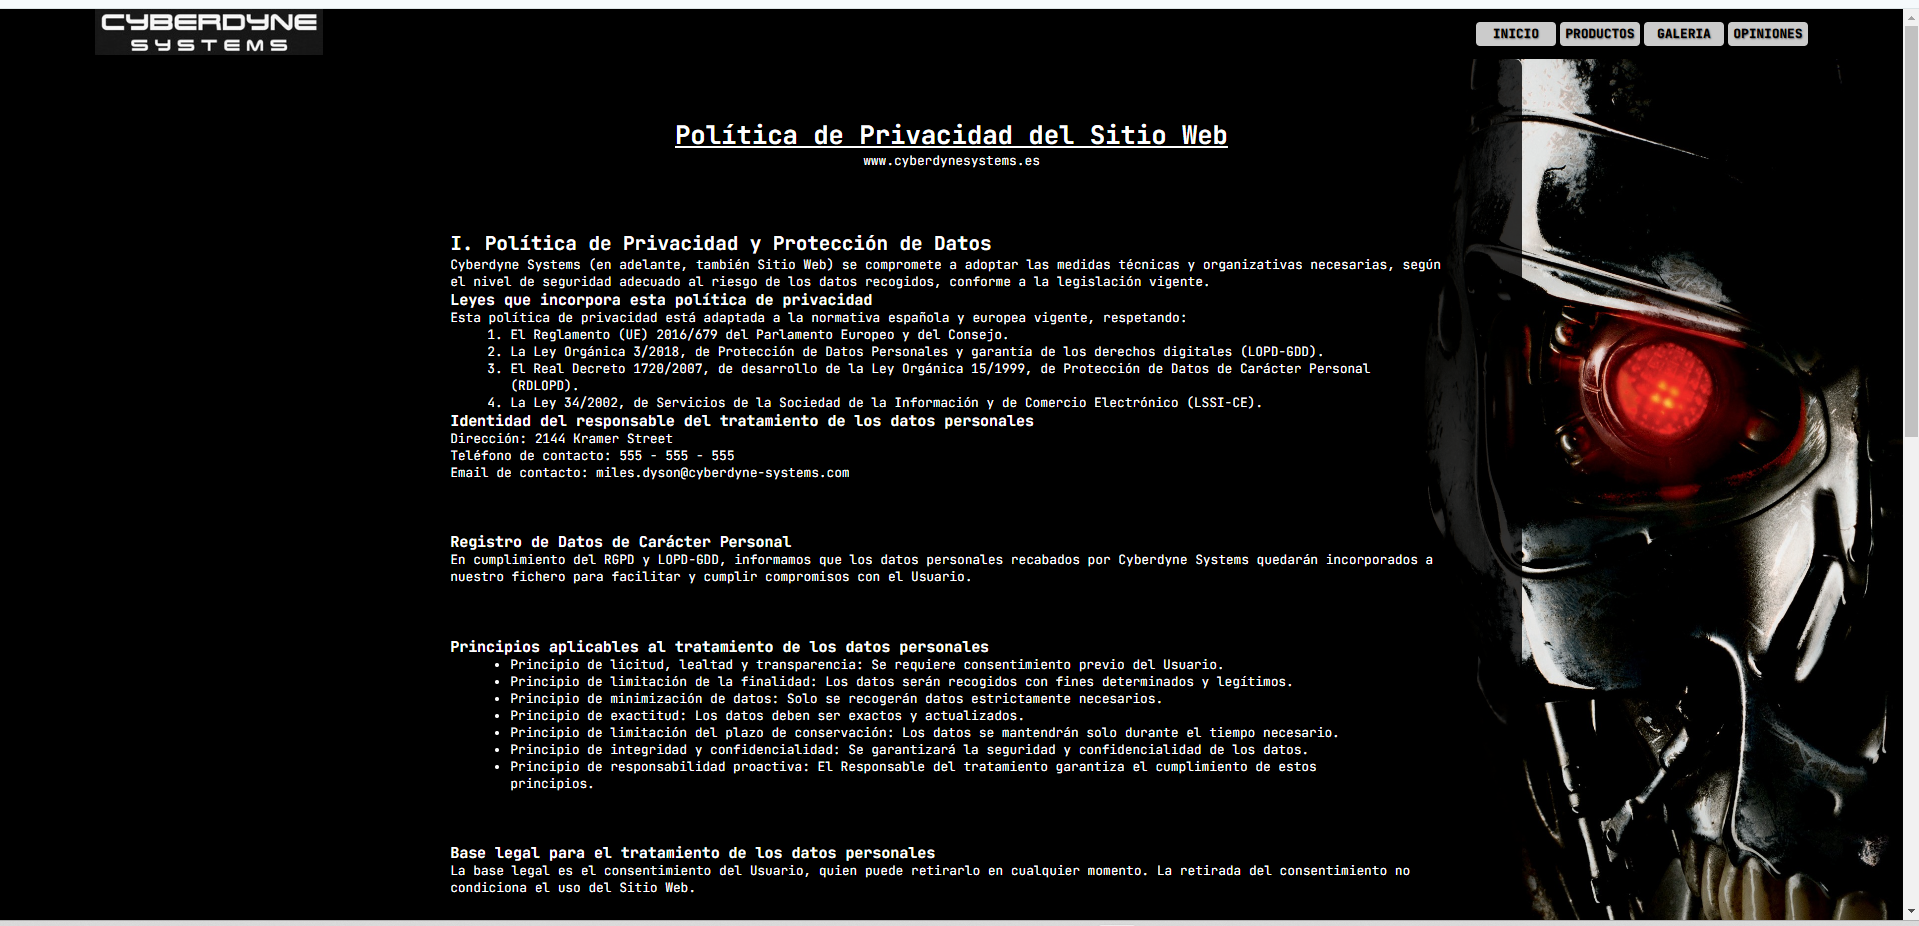 CYBERDYNE
SYSTEMS
INICIO
PRODUCTOS
GALERIA
OPINIONES
Política de Privacidad del Sitio Web
www.cyberdynesystems.es
I. Política de Privacidad y Protección de Datos
Cyberdyne Systems (en adelante, también Sitio Web) se compromete a adoptar las medidas técnicas y organizativas necesarias, según
el nivel de seguridad adecuado al riesgo de los datos recogidos, conforme a la legislación vigente.
Leyes que incorpora esta política de privacidad
Esta política de privacidad está adaptada a la normativa española y europea vigente, respetando:
1. El Reglamento (UE) 2016/679 del Parlamento Europeo y del Consejo.
2. La Ley Orgánica 3/2018, de Protección de Datos Personales y garantía de los derechos digitales (LOPD-GDD).
3. El Real Decreto 1720/2007, de desarrollo de la Ley Orgánica 15/1999, de Protección de Datos de Carácter Personal
(RDLOPD).
4. La Ley 34/2002, de Servicios de la Sociedad de la Información y de Comercio Electrónico (LSSI-CE).
Identidad del responsable del tratamiento de los datos personales
Dirección: 2144 Kramer Street
Teléfono de contacto: 555 - 555 - 555
Email de contacto: miles.dyson@cyberdyne-systems.com
Registro de Datos de Carácter Personal
En cumplimiento del RGPD y LOPD-GDD, informamos que los datos personales recabados por Cyberdyne Systems quedarán incorporados a
nuestro fichero para facilitar y cumplir compromisos con el Usuario.
Principios aplicables al tratamiento de los datos personales
• Principio de licitud, lealtad y transparencia: Se requiere consentimiento previo del Usuario.
• Principio de limitación de la finalidad: Los datos serán recogidos con fines determinados y legítimos.
• Principio de minimización de datos: Solo se recogerán datos estrictamente necesarios.
• Principio de exactitud: Los datos deben ser exactos y actualizados.
• Principio de limitación del plazo de conservación: Los datos se mantendrán solo durante el tiempo necesario.
• Principio de integridad y confidencialidad: Se garantizará la seguridad y confidencialidad de los datos.
• Principio de responsabilidad proactiva: El Responsable del tratamiento garantiza el cumplimiento de estos
principios.
Base legal para el tratamiento de los datos personales
La base legal es el consentimiento del Usuario, quien puede retirarlo en cualquier momento. La retirada del consentimiento no
condiciona el uso del Sitio Web.